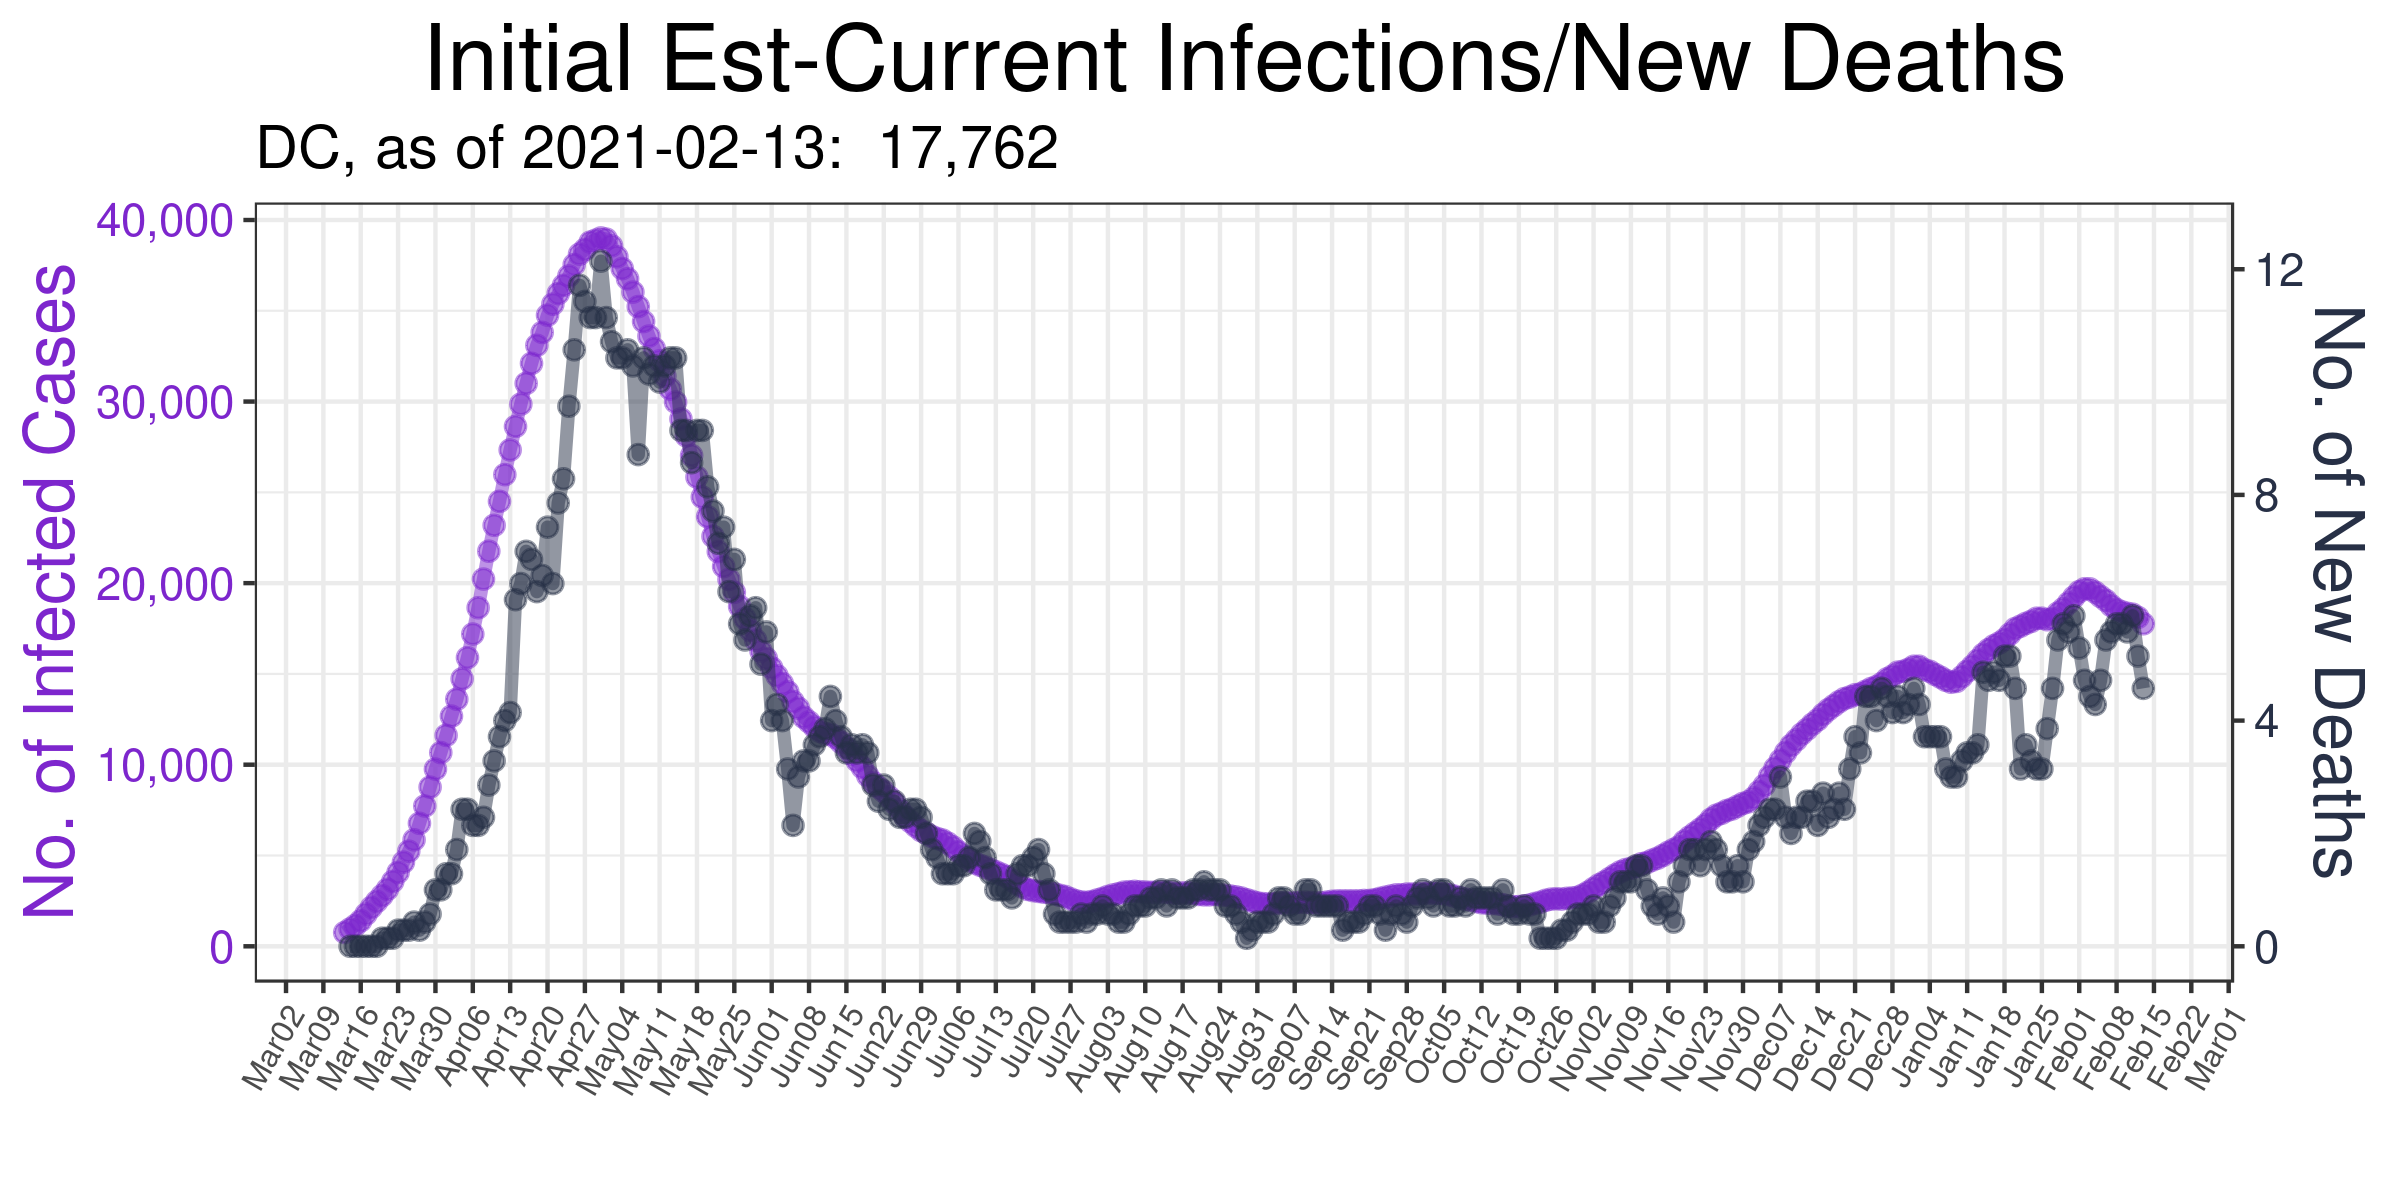 Initial Est-Current Infections/New Deaths
DC, as of 2021-02-13:  17,762
No. of Infected Cases
40,000
30,000
20,000
10,000
0
12
8
4
0
No. of New Deaths
Mar02
Mar09
Mar16
Mar23
Mar30
Apr06
Apr13
Apr20
Apr27
May04
May11
May18
May25
Jun01
Jun08
Jun15
Jun22
Jun29
Jul06
Jul13
Jul20
Jul27
Aug03
Aug10
Aug17
Aug24
Aug31
Sep07
Sep14
Sep21
Sep28
Oct05
Oct12
Oct19
Oct26
Nov02
Nov09
Nov16
Nov23
Nov30
Dec07
Dec14
Dec21
Dec28
Jan04
Jan11
Jan18
Jan25
Feb01
Feb08
Feb15
Feb22
Mar01